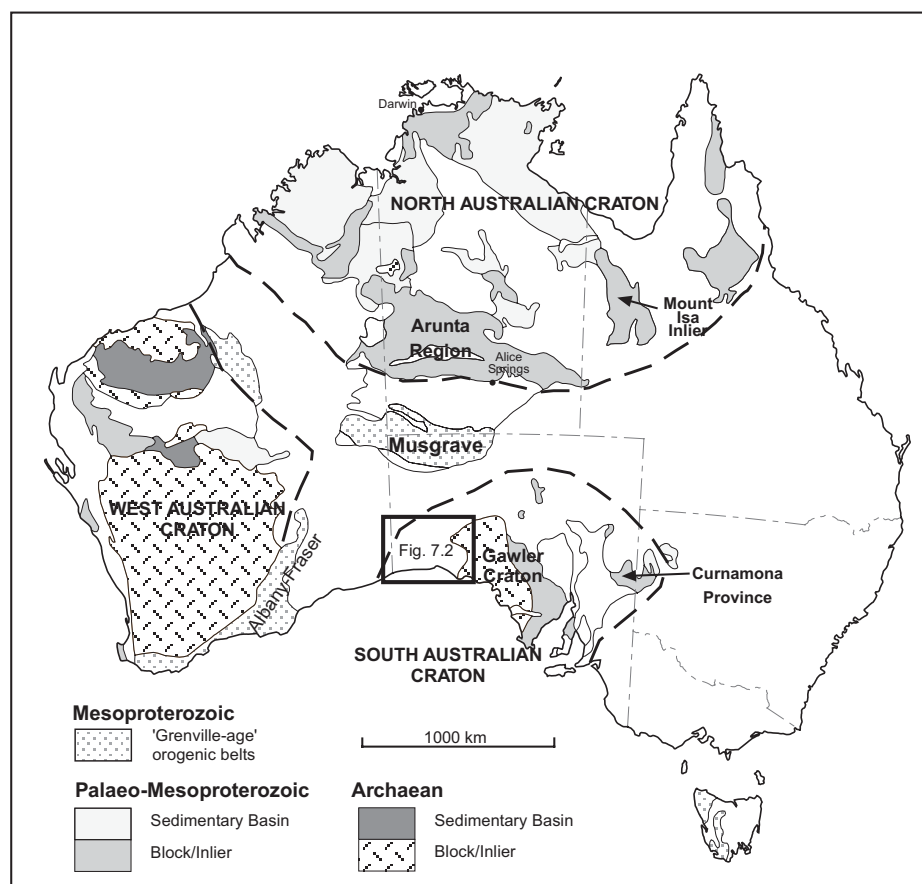 Darwin
NORTH AUSTRALIAN CRATON
Mount
Isa
Inlier
Arunta
Region
Alice
Springs
Musgrave
WEST AUSTRALIAN
CRATON
Albany-Fraser
Fig. 7.2
Gawler
Craton
Curnamona
Province
SOUTH AUSTRALIAN
CRATON
Mesoproterozoic
'Grenville-age'
orogenic belts
1000 km
Palaeo-Mesoproterozoic
Sedimentary Basin
Block/Inlier
Archaean
Sedimentary Basin
Block/Inlier